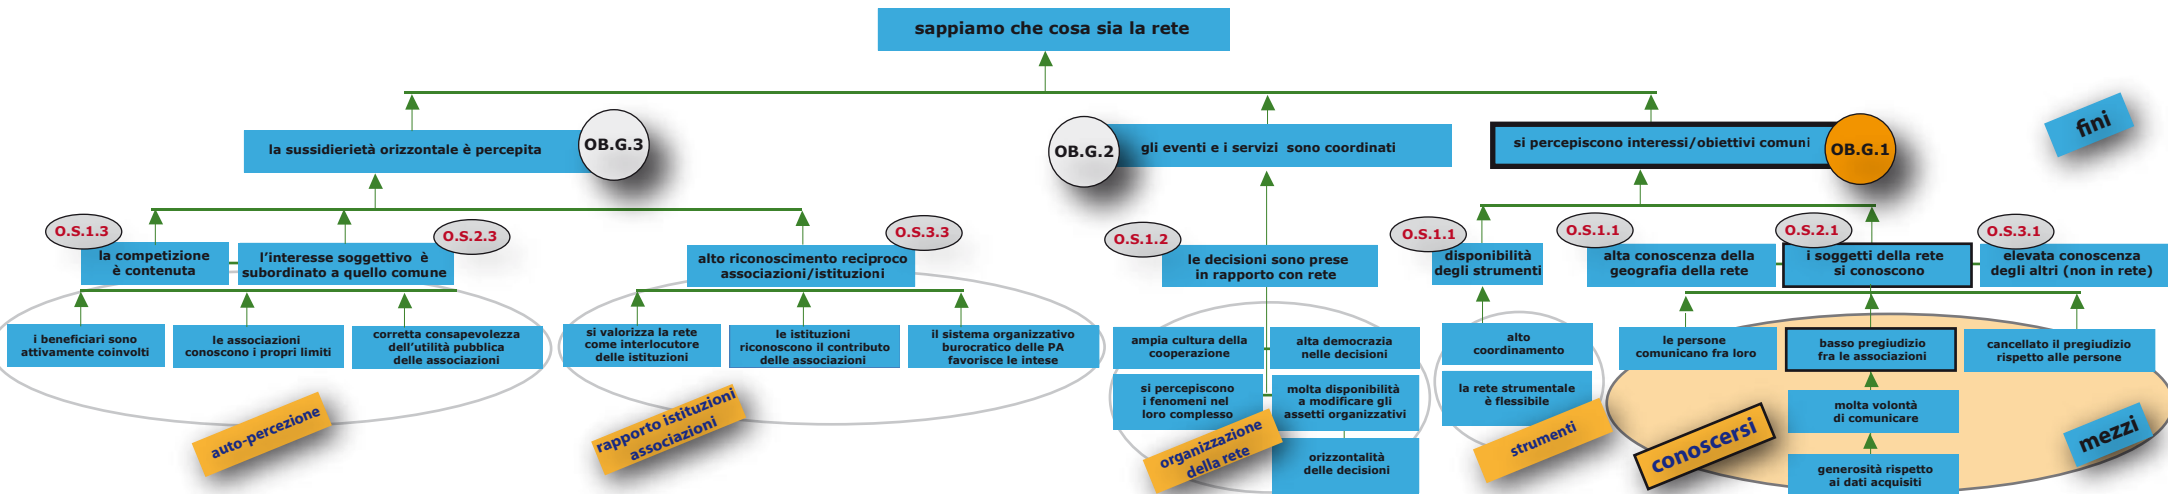 sappiamo che cosa sia la rete
fini
la sussidierietà orizzontale è percepita
OB.G.3
OB.G.2
gli eventi e i servizi sono coordinati
si percepiscono interessi/obiettivi comuni
OB.G.1
O.S.1.3
la competizione
è contenuta
l'interesse soggettivo è
subordinato a quello comune
O.S.2.3
alto riconoscimento reciproco
associazioni/istituzioni
O.S.3.3
O.S.1.2
le decisioni sono prese
in rapporto con rete
O.S.1.1
disponibilità
degli strumenti
O.S.1.1
alta conoscenza della
geografia della rete
O.S.2.1
i soggetti della rete
si conoscono
O.S.3.1
elevata conoscenza
degli altri (non in rete)
i beneficiari sono
attivamente coinvolti
le associazioni
conoscono i propri limiti
corretta consapevolezza
dell'utilità pubblica
delle associazioni
si valorizza la rete
come interlocutore
delle istituzioni
le istituzioni
riconoscono il contributo
delle associazioni
il sistema organizzativo
burocratico delle PA
favorisce le intese
ampia cultura della
cooperazione
alta democrazia
nelle decisioni
si percepiscono
i fenomeni nel
loro complesso
molta disponibilità
a modificare gli
assetti organizzativi
orizzontalità
delle decisioni
alto
coordinamento
la rete strumentale
è flessibile
le persone
comunicano fra loro
basso pregiudizio
fra le associazioni
cancellato il pregiudizio
rispetto alle persone
molta volontà
di comunicare
generosità rispetto
ai dati acquisiti
auto-percezione
rapporto istituzioni
associazioni
organizzazione
della rete
strumenti
conoscersi
mezzi